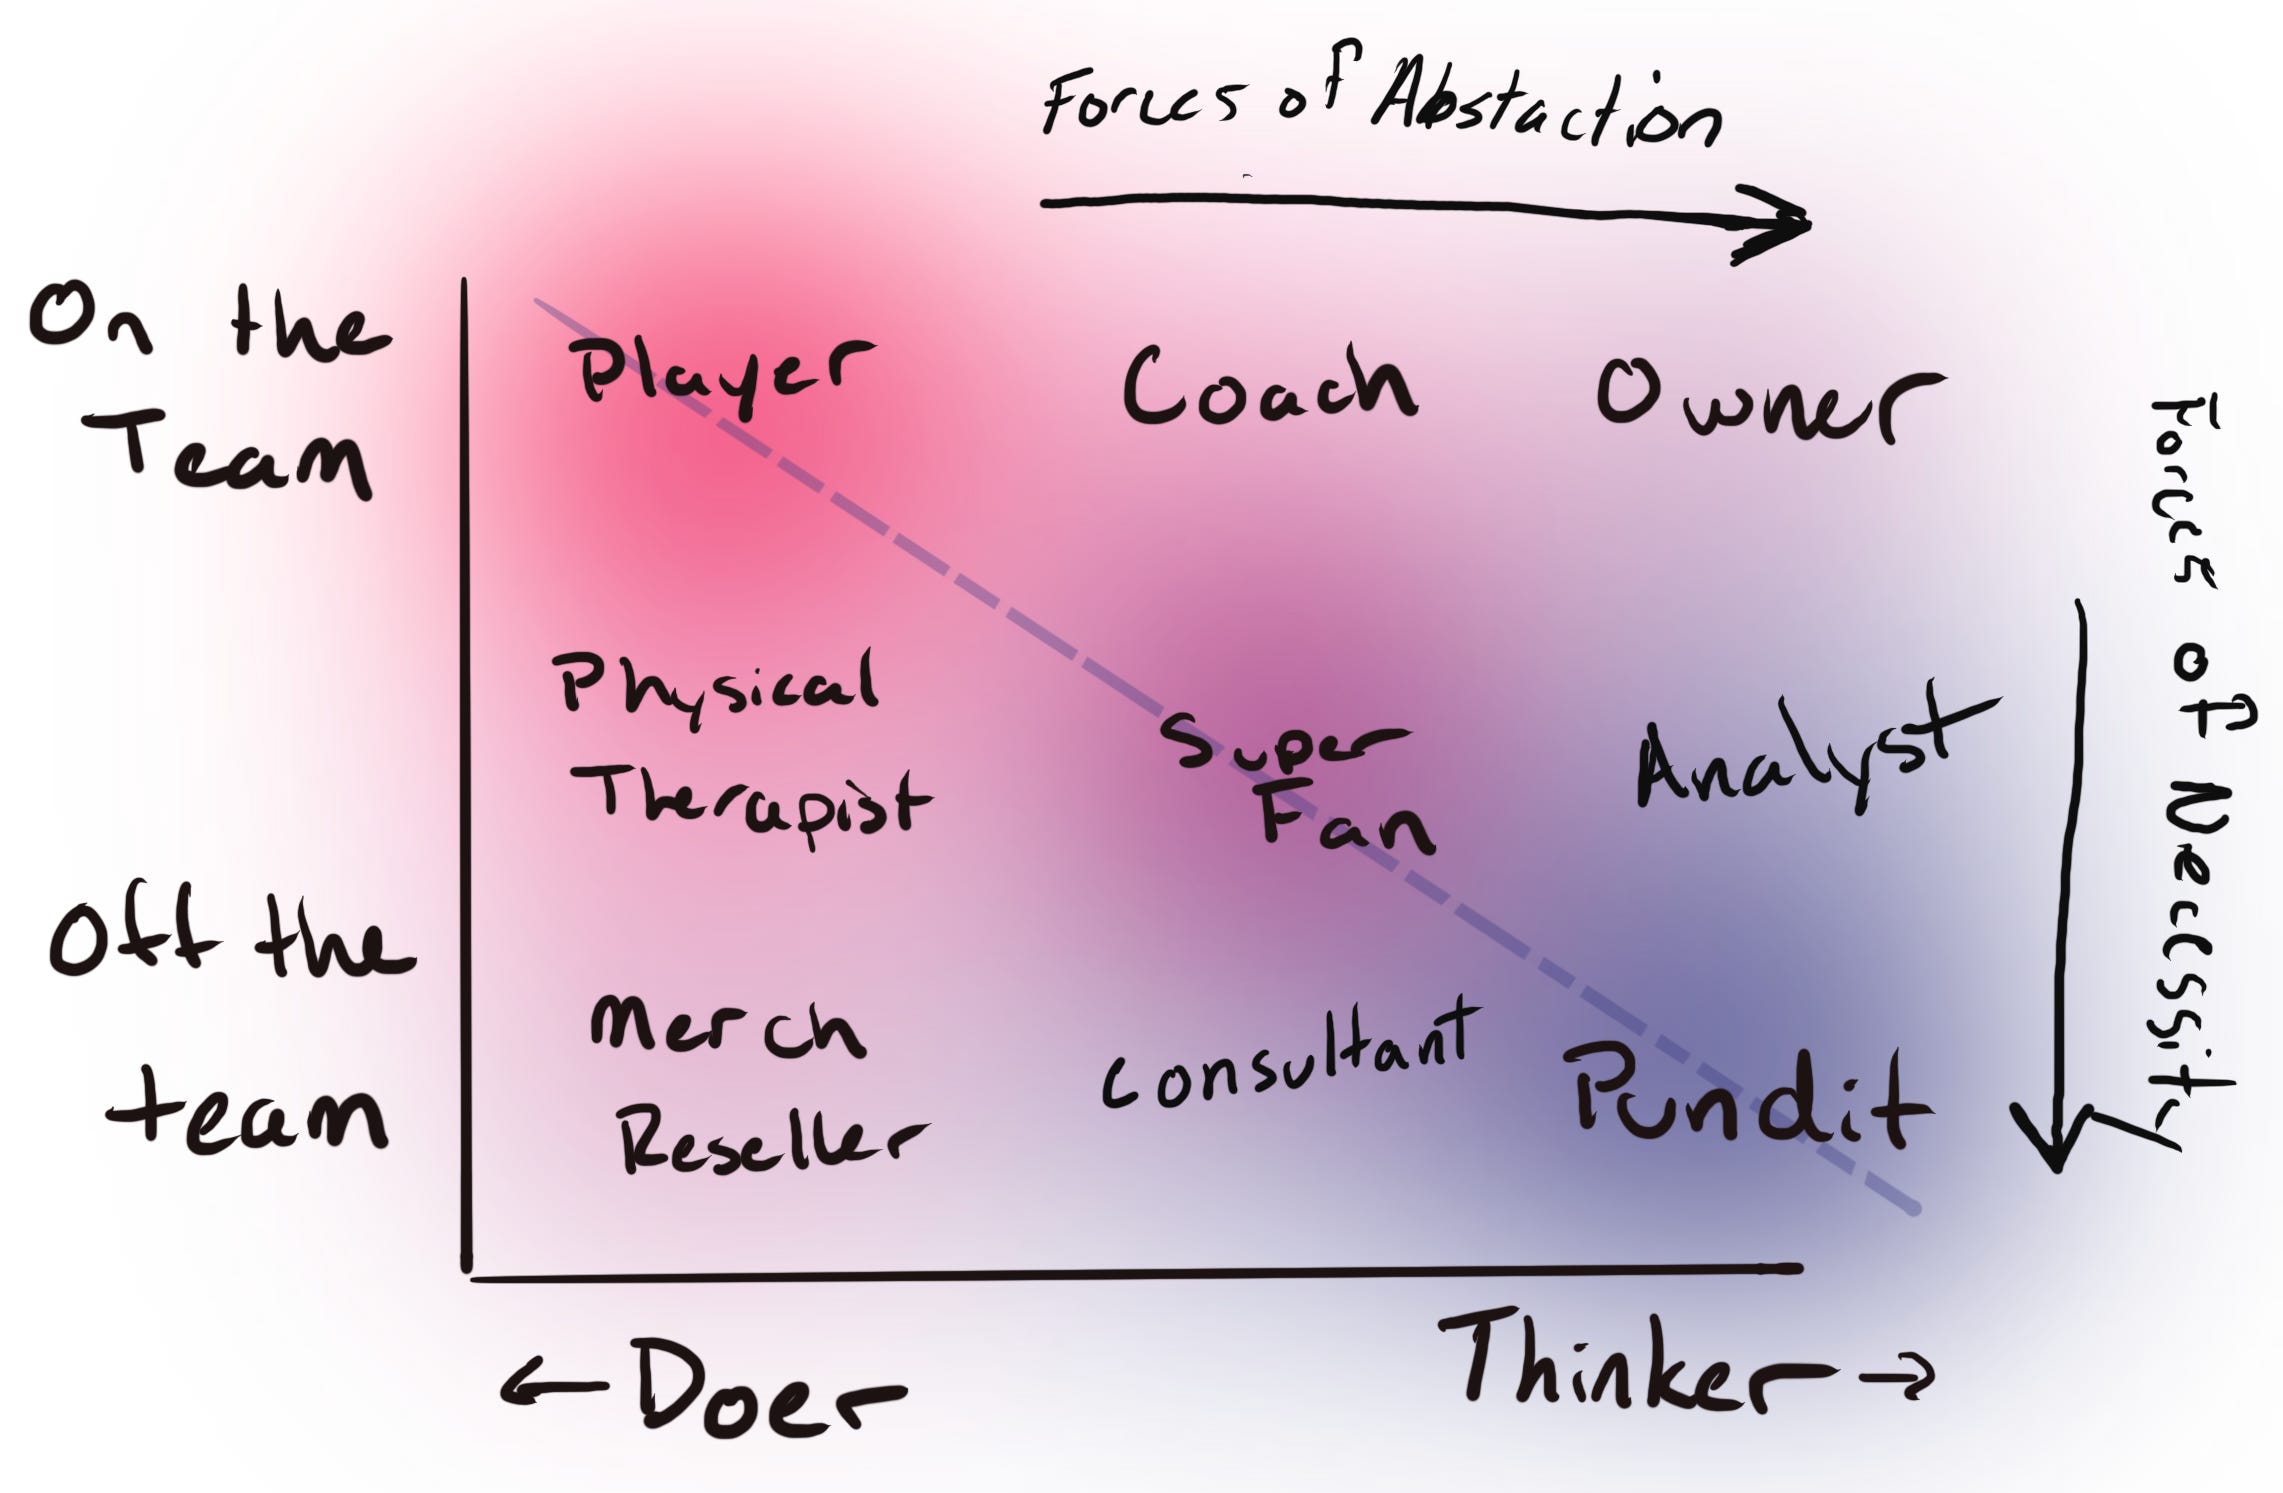 Forces of Abstaction
On the
Team
Player
Coach
Owner
Forces of Necessity
Physical
Therapist
Super
Fan
Analyst
Off the
team
Merch
Reseller
Consultant
Pundit
← Doer
Thinker →